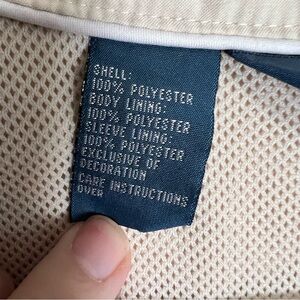 SHELL:
100% POLYESTER
BODY LINING:
100% POLYESTER
SLEEVE LINING:
100% POLYESTER
EXCLUSIVE OF
DECORATION
CARE INSTRUCTIONS
OVER